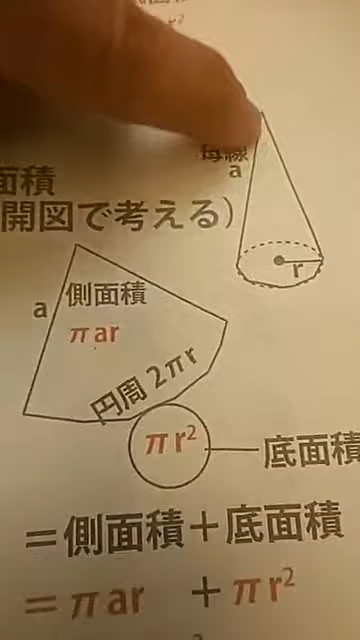 母線
a
面積
開図で考える)
r
a
側面積
πar
円周 2πr
πr²
底面積
=側面積+底面積
=πar +πr²